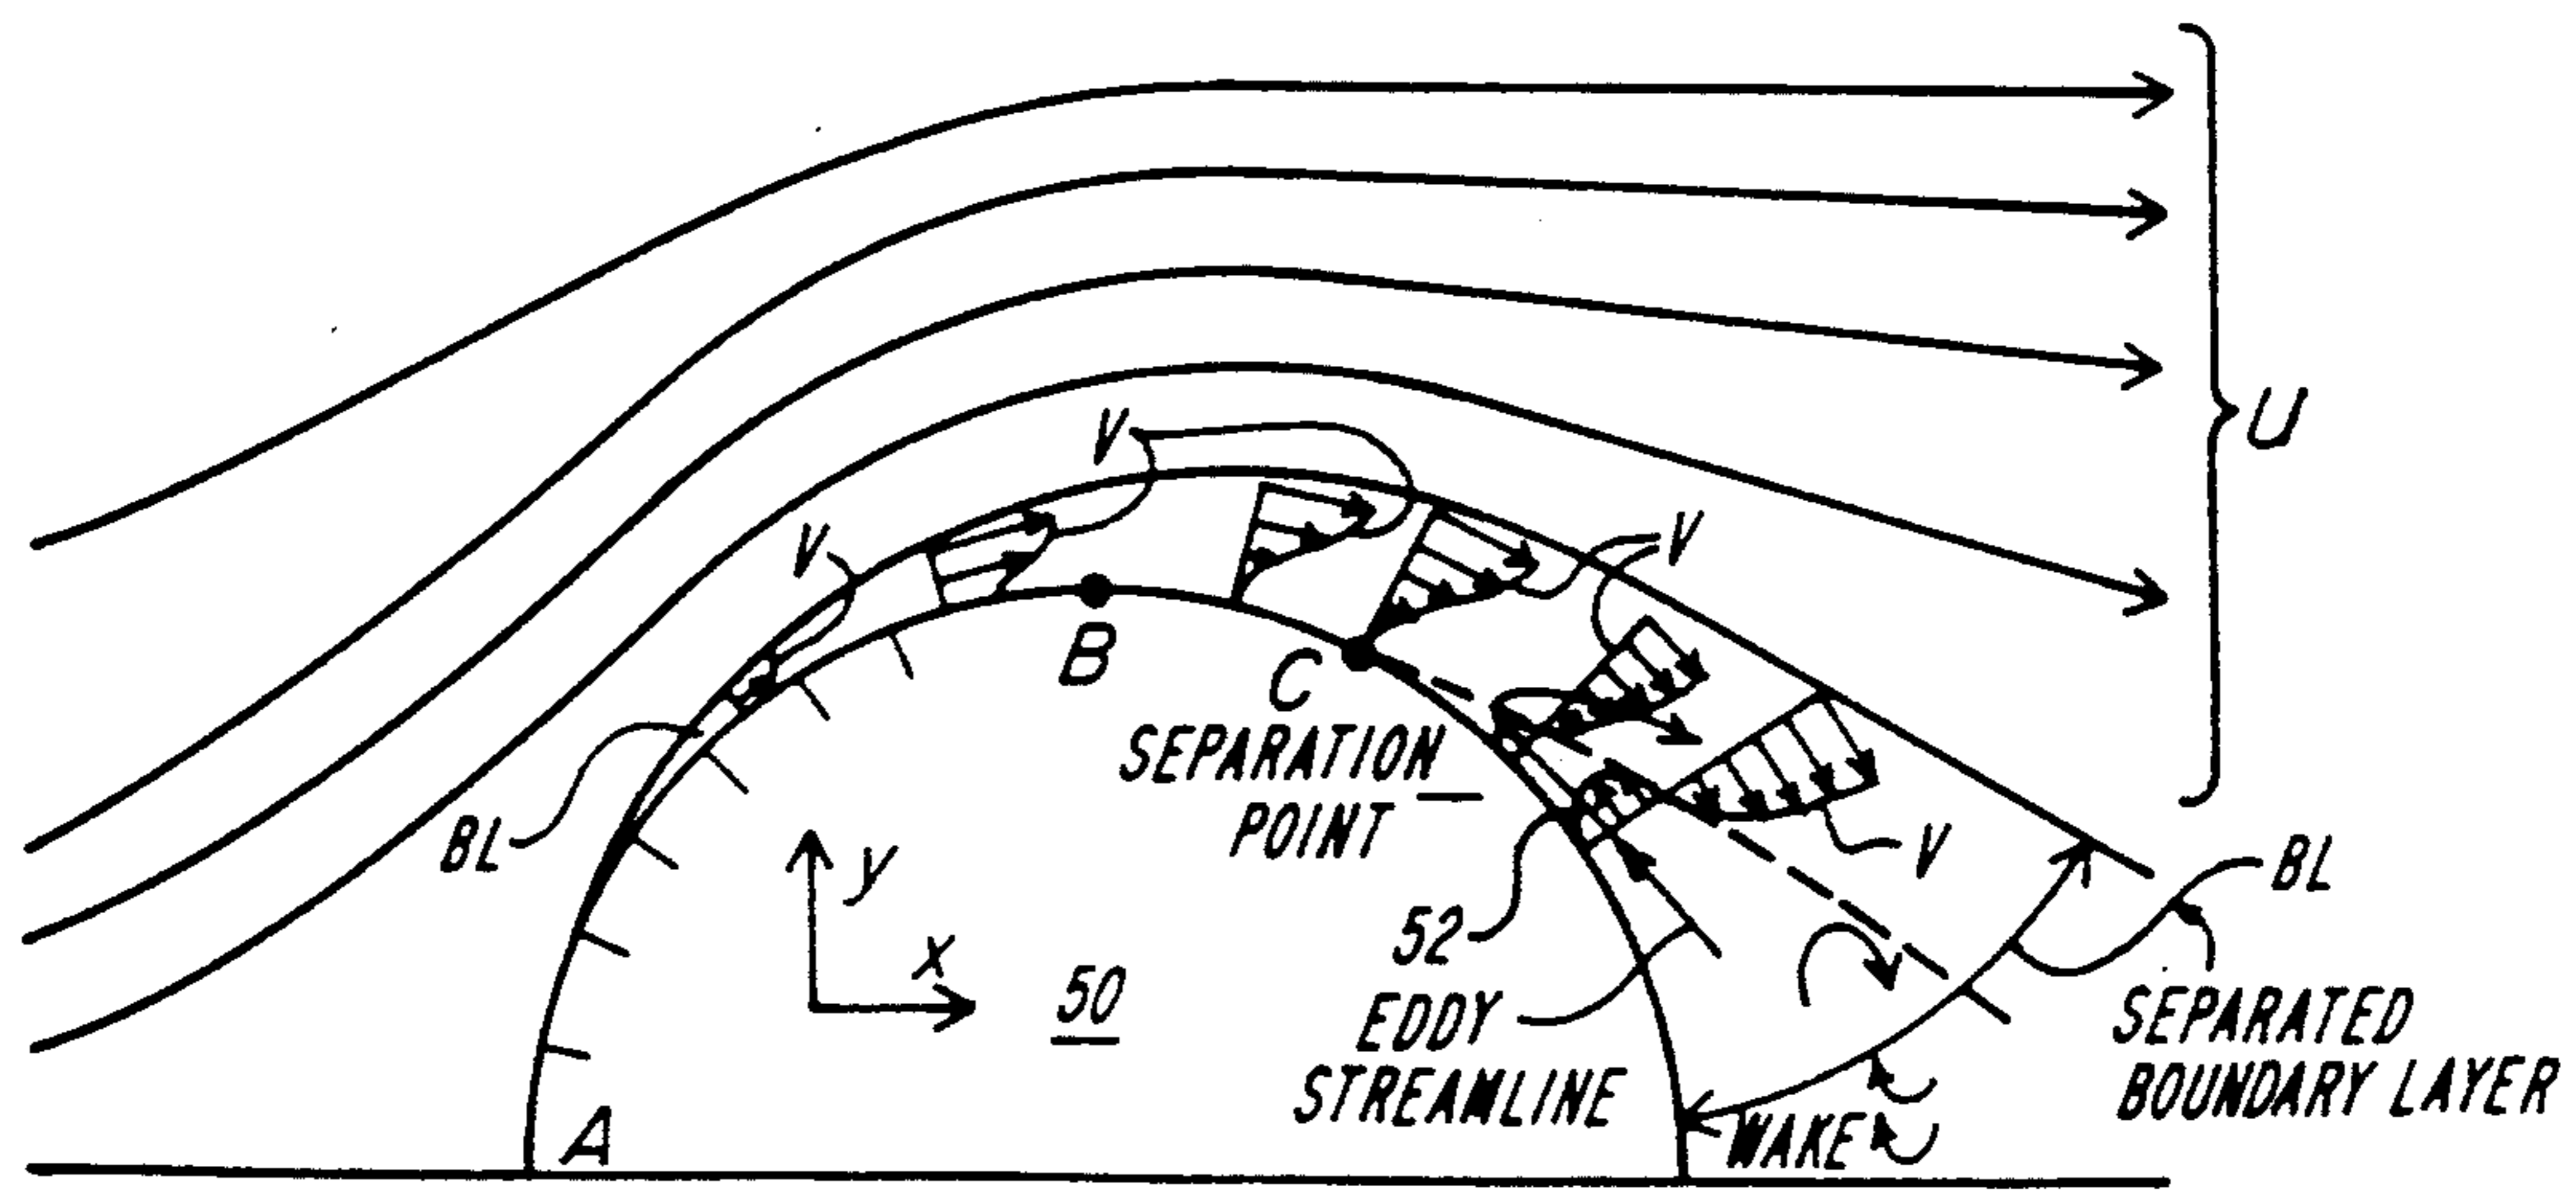 U
V
V
V
B
C
SEPARATION
POINT
BL
V
BL
y
52
x
50
EDDY
STREAMLINE
SEPARATED
BOUNDARY LAYER
A
WAKE